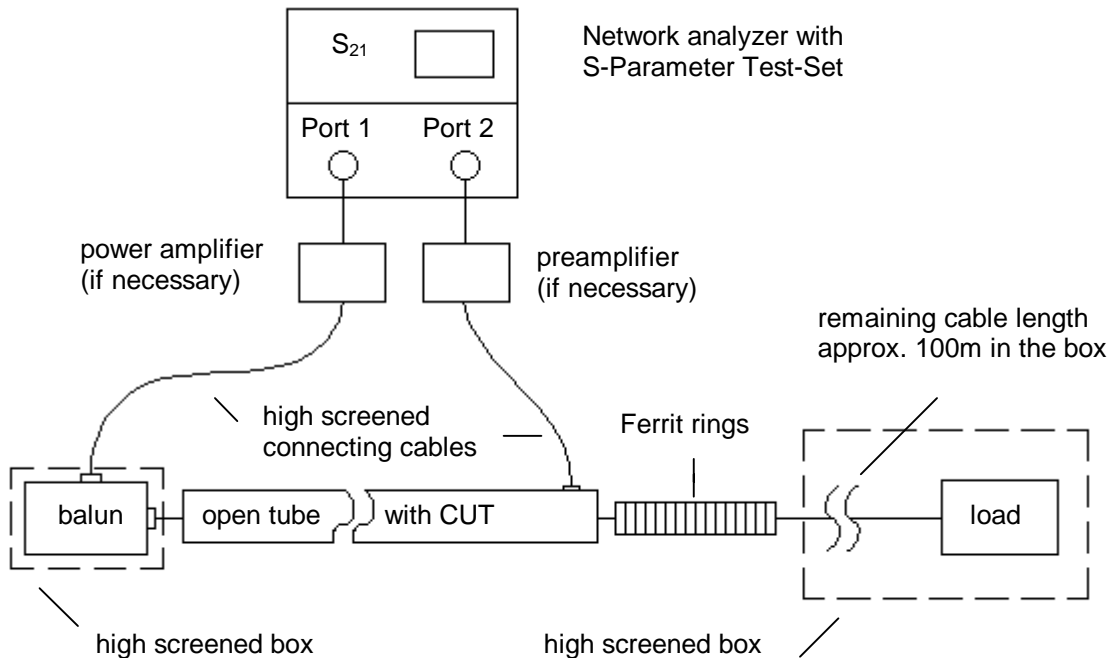 S21
Network analyzer with
S-Parameter Test-Set
Port 1
Port 2
power amplifier
(if necessary)
preamplifier
(if necessary)
remaining cable length
approx. 100m in the box
high screened
connecting cables
Ferrit rings
balun
open tube
with CUT
load
high screened box
high screened box